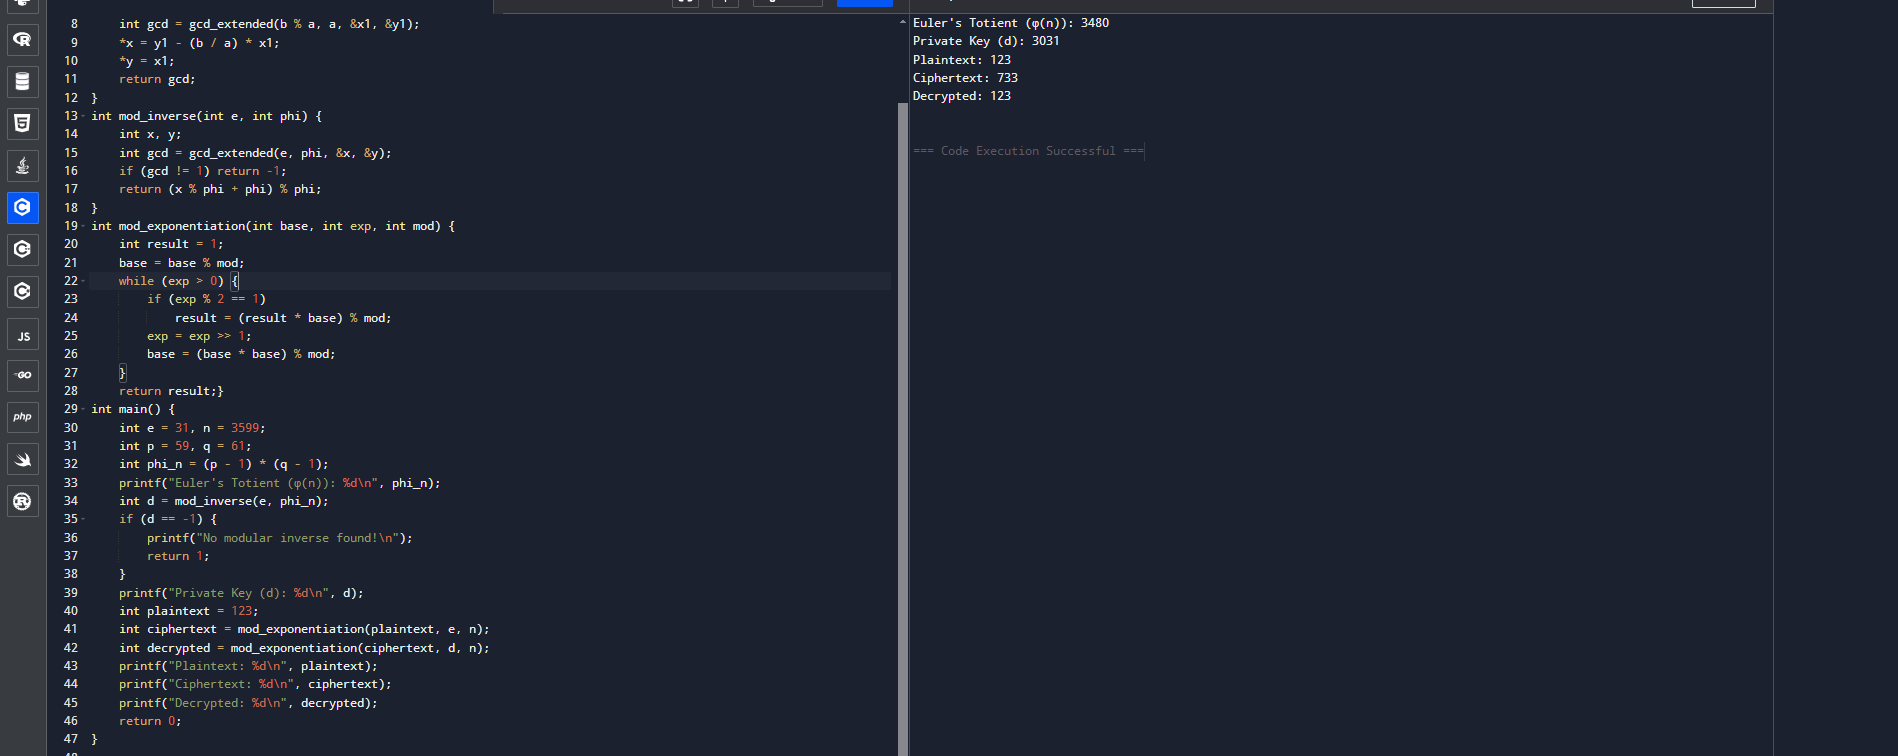 8 int gcd = gcd_extended(b % a, a, &x1, &y1);
9 *x = y1 - (b / a) * x1;
10 *y = x1;
11 return gcd;
12 }
13 int mod_inverse(int e, int phi) {
14 int x, y;
15 int gcd = gcd_extended(e, phi, &x, &y);
16 if (gcd != 1) return -1;
17 return (x % phi + phi) % phi;
18 }
19 int mod_exponentiation(int base, int exp, int mod) {
20 int result = 1;
21 base = base % mod;
22 while (exp > 0) {
23 if (exp % 2 == 1)
24 result = (result * base) % mod;
25 exp = exp >> 1;
26 base = (base * base) % mod;
27 }
28 return result;}
29 int main() {
30 int e = 31, n = 3599;
31 int p = 59, q = 61;
32 int phi_n = (p - 1) * (q - 1);
33 printf("Euler's Totient (φ(n)): %d\n", phi_n);
34 int d = mod_inverse(e, phi_n);
35 if (d == -1) {
36 printf("No modular inverse found!\n");
37 return 1;
38 }
39 printf("Private Key (d): %d\n", d);
40 int plaintext = 123;
41 int ciphertext = mod_exponentiation(plaintext, e, n);
42 int decrypted = mod_exponentiation(ciphertext, d, n);
43 printf("Plaintext: %d\n", plaintext);
44 printf("Ciphertext: %d\n", ciphertext);
45 printf("Decrypted: %d\n", decrypted);
46 return 0;
47 }
Euler's Totient (φ(n)): 3480
Private Key (d): 3031
Plaintext: 123
Ciphertext: 733
Decrypted: 123
=== Code Execution Successful ===
R
5
C
C
C
JS
GO
php
R